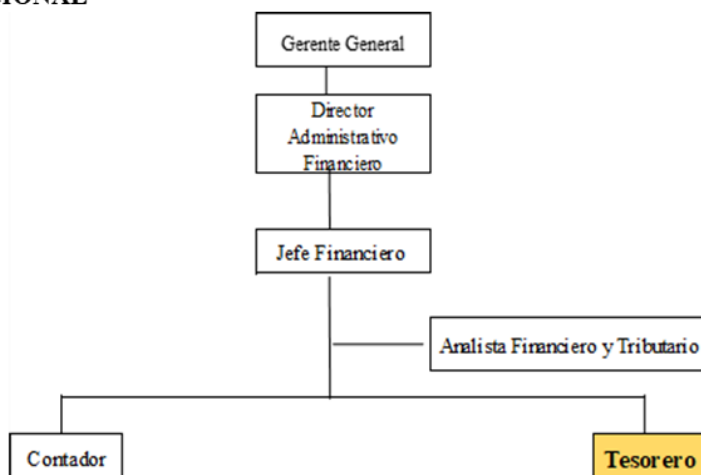 Gerente General
Director
Administrativo
Financiero
Jefe Financiero
Analista Financiero y Tributario
Contador
Tesorero